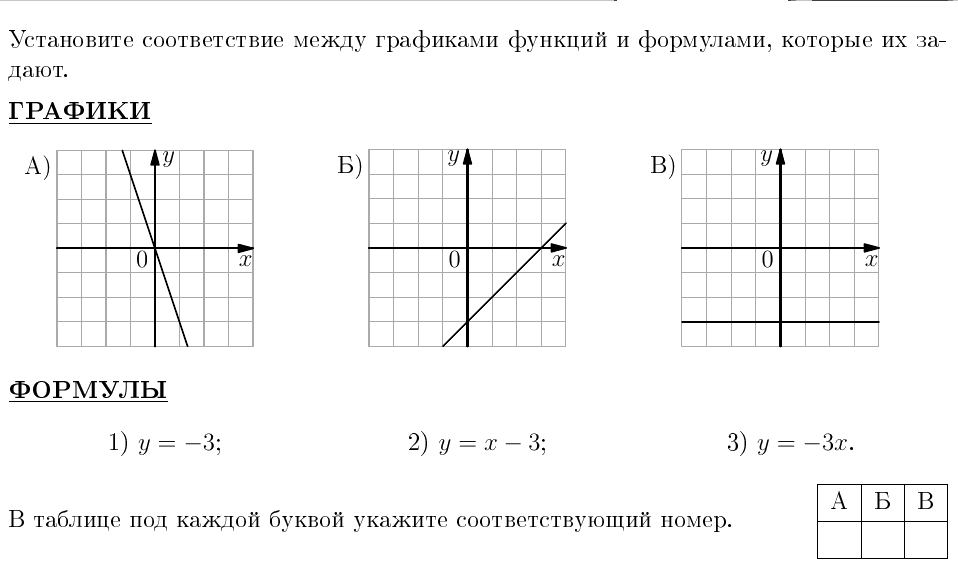 Установите соответствие между графиками функций и формулами, которые их за-
дают.
ГРАФИКИ
А) y 0 x
Б) y 0 x
В) y 0 x
ФОРМУЛЫ
1) y = −3; 2) y = x − 3; 3) y = −3x.
В таблице под каждой буквой укажите соответствующий номер.
А Б В